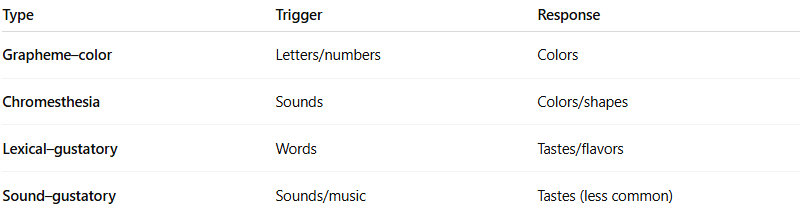 Type Trigger Response
Grapheme–color Letters/numbers Colors
Chromesthesia Sounds Colors/shapes
Lexical–gustatory Words Tastes/flavors
Sound–gustatory Sounds/music Tastes (less common)